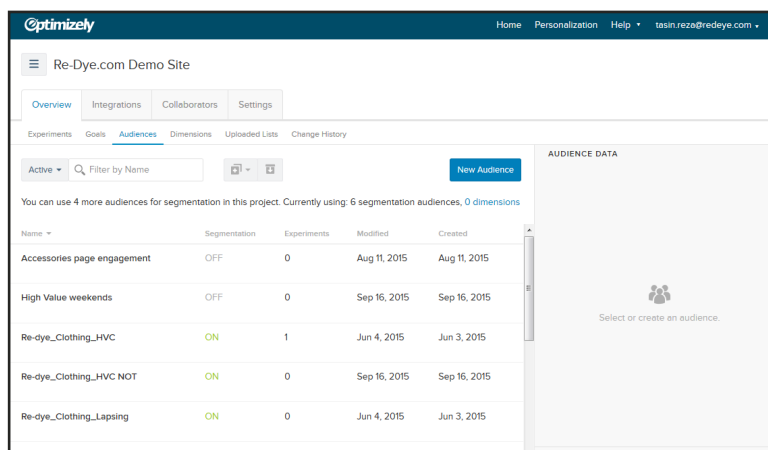 Optimizely Home Personalization Help tasin.reza@redeye.com
Re-Dye.com Demo Site
Overview Integrations Collaborators Settings
Experiments Goals Audiences Dimensions Uploaded Lists Change History
AUDIENCE DATA
Active Filter by Name New Audience
You can use 4 more audiences for segmentation in this project. Currently using: 6 segmentation audiences, 0 dimensions
Name Segmentation Experiments Modified Created
Accessories page engagement OFF 0 Aug 11, 2015 Aug 11, 2015
High Value weekends OFF 0 Sep 16, 2015 Sep 16, 2015
Select or create an audience.
Re-dye_Clothing_HVC ON 1 Jun 4, 2015 Jun 3, 2015
Re-dye_Clothing_HVC NOT ON 0 Sep 16, 2015 Sep 16, 2015
Re-dye_Clothing_Lapsing ON 0 Jun 4, 2015 Jun 3, 2015